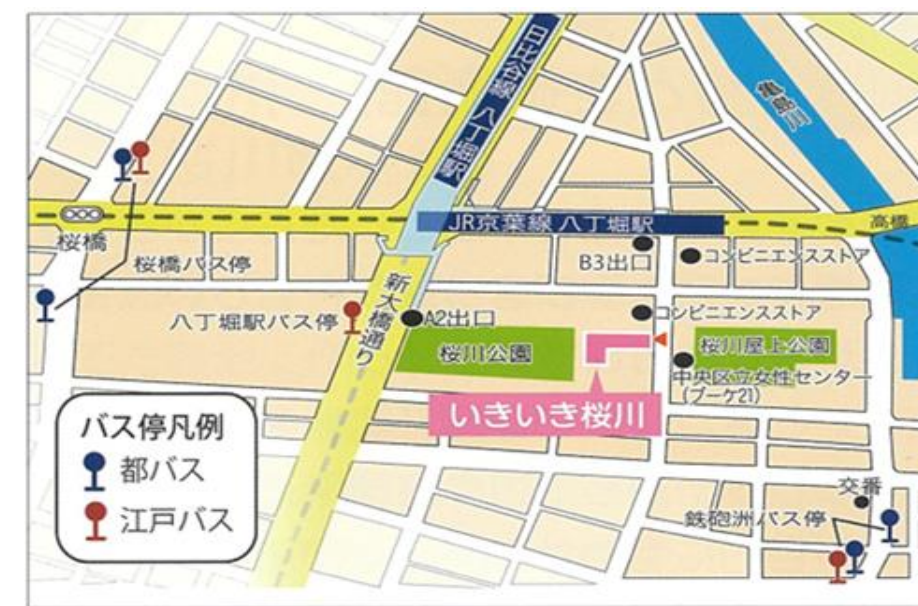 日比谷線 八丁堀駅
亀島川
JR京葉線 八丁堀駅
高橋
桜橋
桜橋バス停
B3出口
コンビニエンスストア
新大橋通り
八丁堀駅バス停
A2出口
コンビニエンスストア
桜川公園
桜川屋上公園
中央区立女性センター
(ブーケ21)
いきいき桜川
バス停凡例
都バス
江戸バス
交番
鉄砲洲バス停